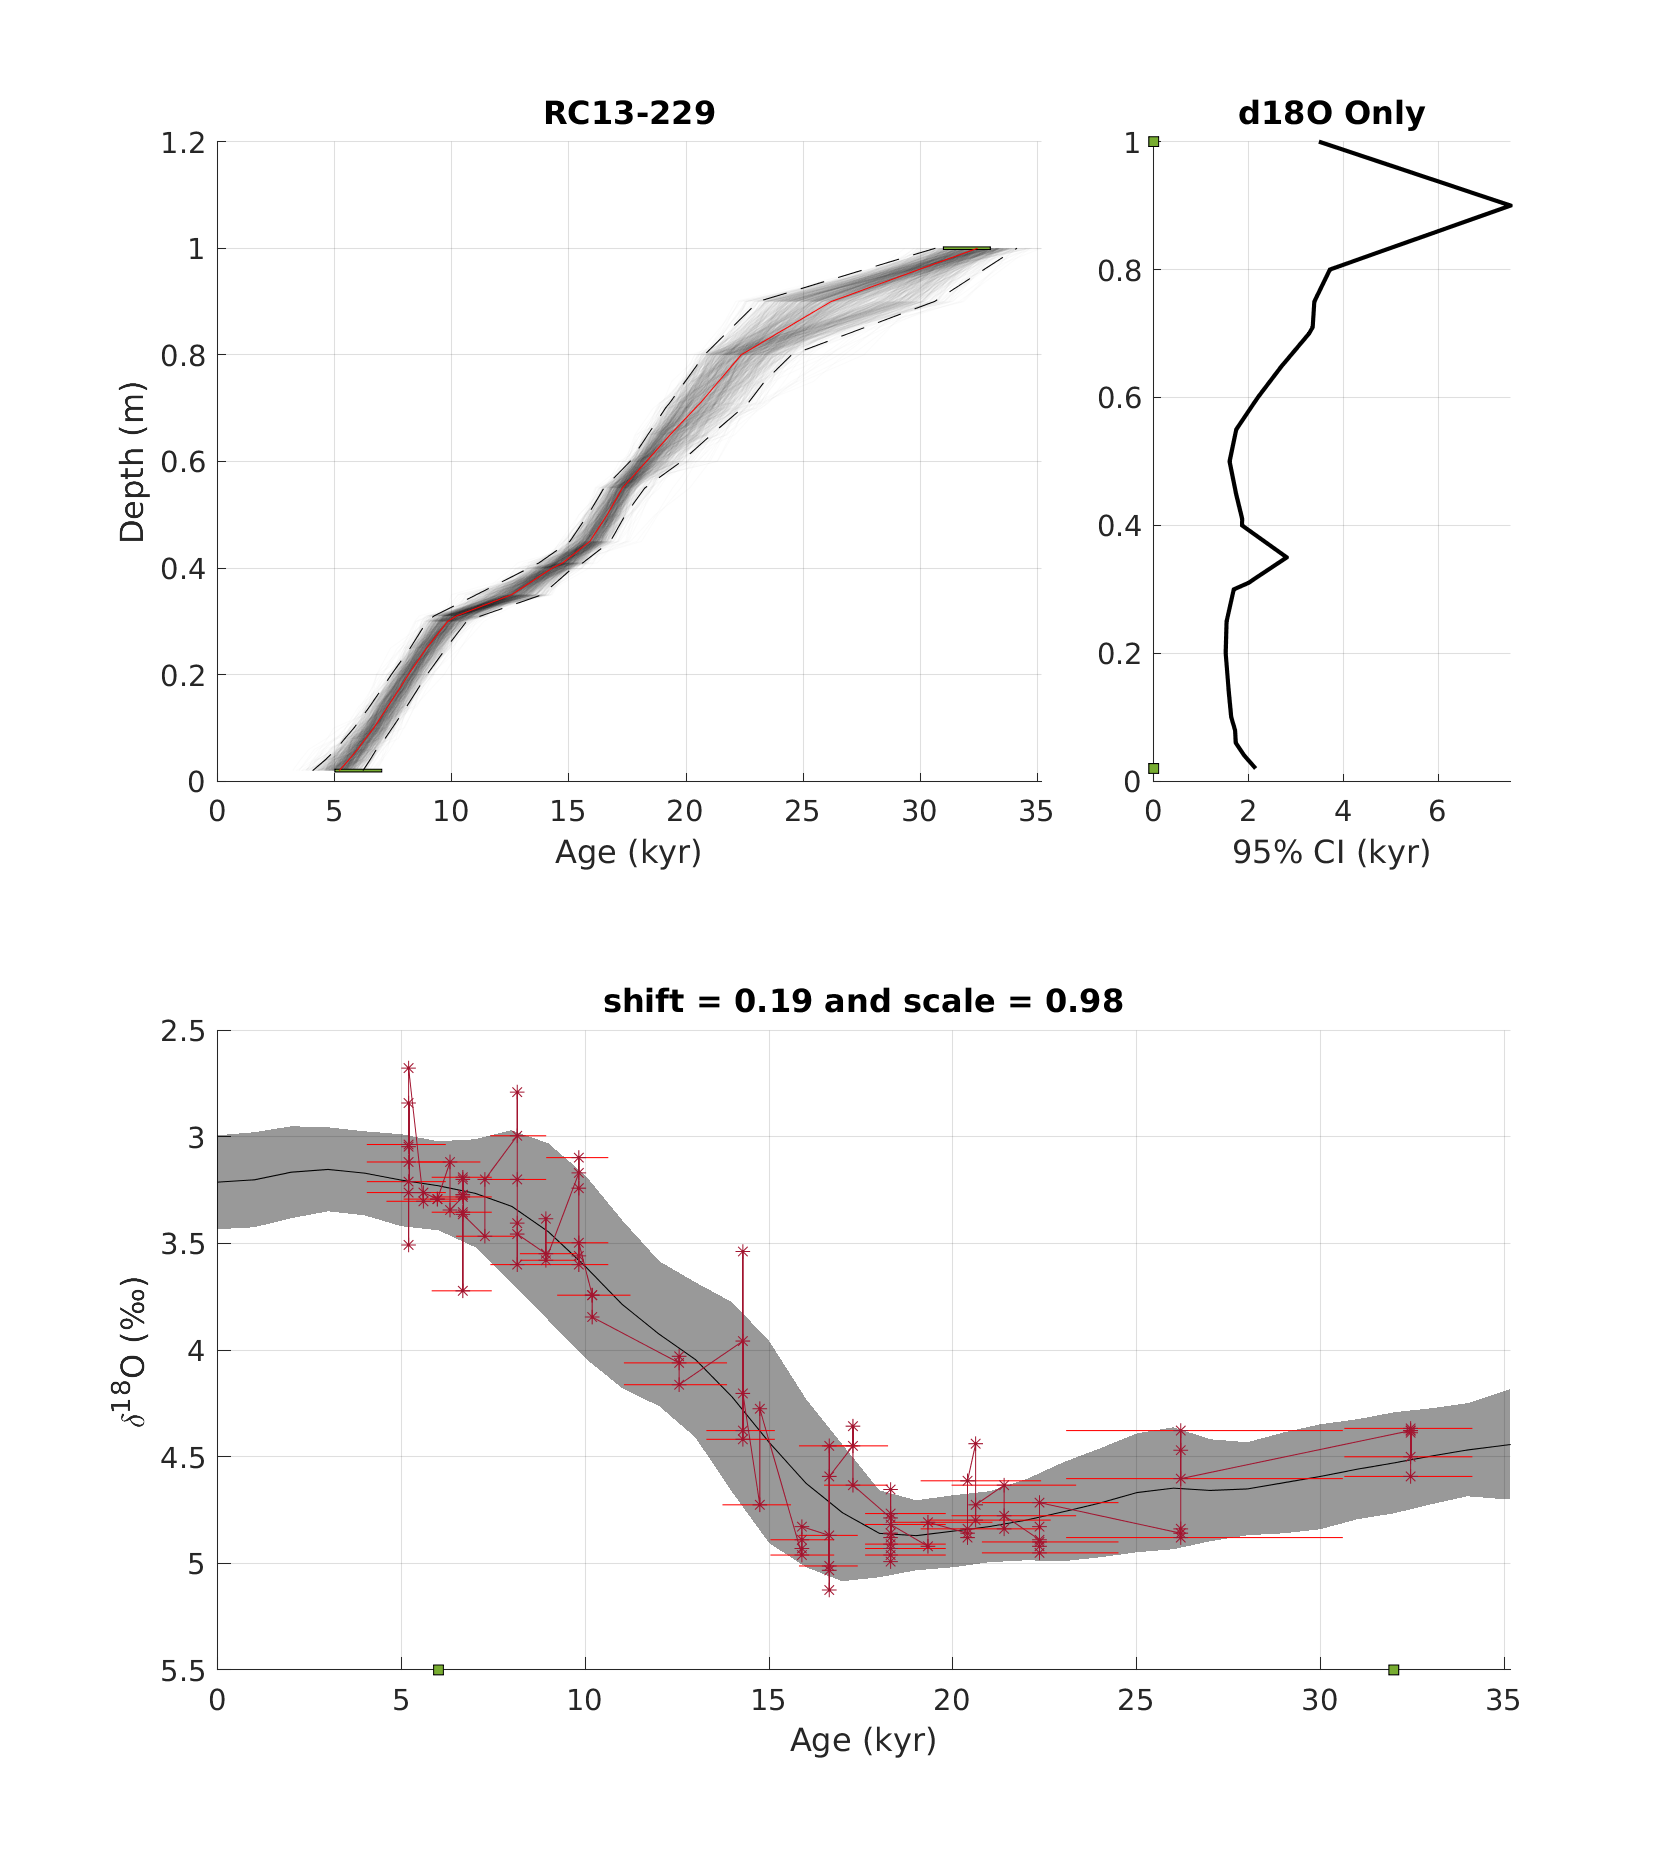 RC13-229
d18O Only
1.2
1
0.8
0.6
0.4
0.2
0
Depth (m)
0 5 10 15 20 25 30 35
Age (kyr)
1
0.8
0.6
0.4
0.2
0
0 2 4 6
95% CI (kyr)
shift = 0.19 and scale = 0.98
2.5
3
3.5
4
4.5
5
5.5
δ¹⁸O (‰)
0 5 10 15 20 25 30 35
Age (kyr)